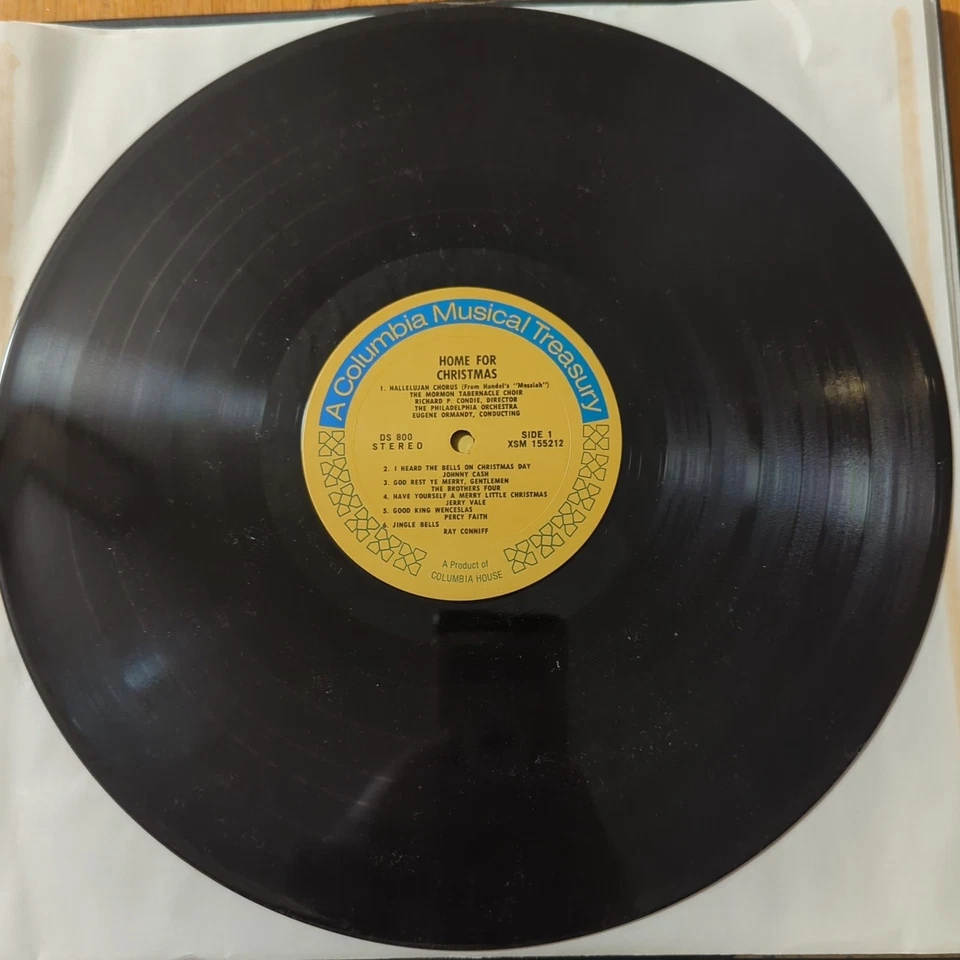 A Columbia Musical Treasury
HOME FOR
CHRISTMAS
1. HALLELUJAH CHORUS (From Handel's "Messiah")
THE MORMON TABERNACLE CHOIR
RICHARD P. CONDIE, DIRECTOR
THE PHILADELPHIA ORCHESTRA
EUGENE ORMANDY, CONDUCTING
DS 800 SIDE 1
STEREO XSM 155212
2. I HEARD THE BELLS ON CHRISTMAS DAY
JOHNNY CASH
3. GOD REST YE MERRY, GENTLEMEN
THE BROTHERS FOUR
4. HAVE YOURSELF A MERRY LITTLE CHRISTMAS
JERRY VALE
5. GOOD KING WENCESLAS
PERCY FAITH
6. JINGLE BELLS
RAY CONNIFF
A Product of
COLUMBIA HOUSE